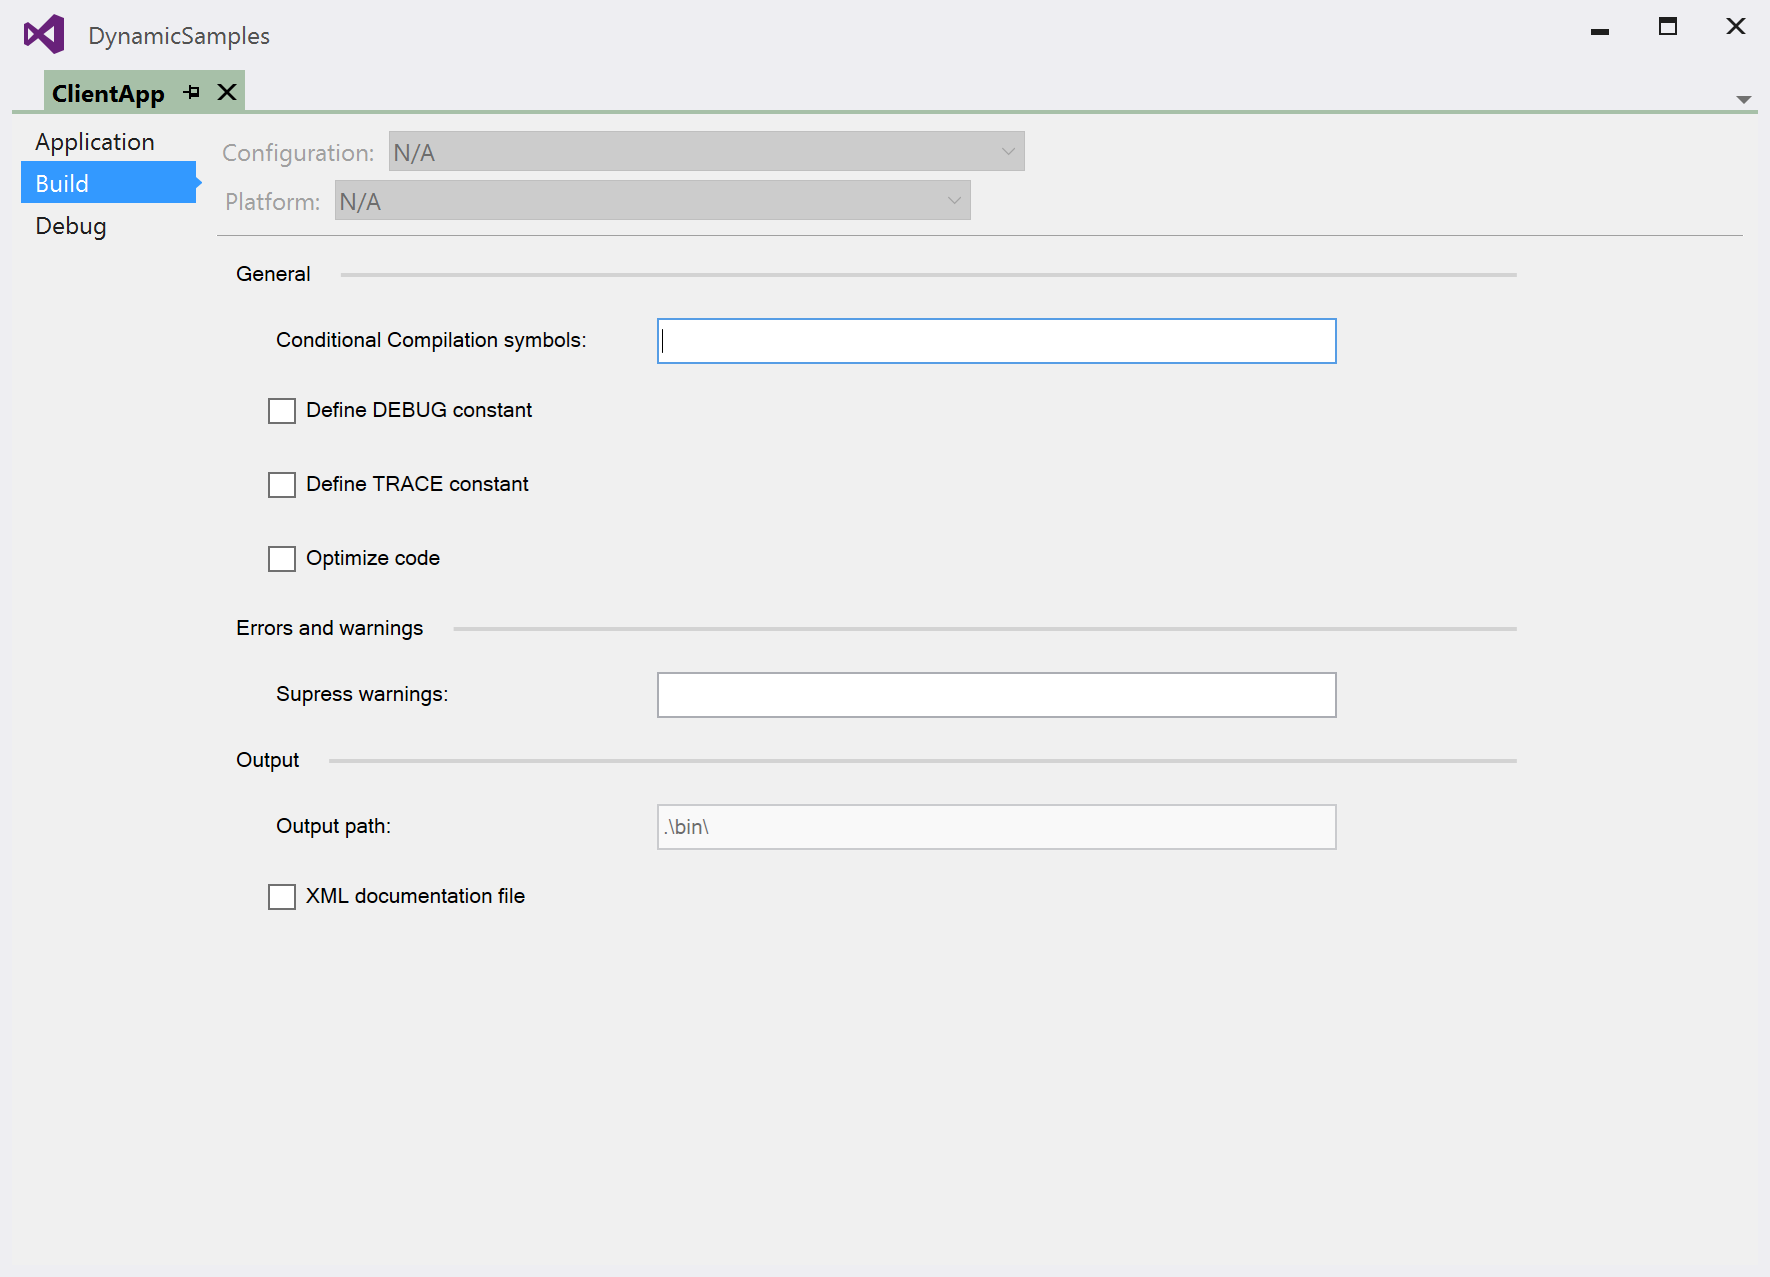 DynamicSamples
ClientApp
Application
Build
Debug
Configuration: N/A
Platform: N/A
General
Conditional Compilation symbols:
Define DEBUG constant
Define TRACE constant
Optimize code
Errors and warnings
Supress warnings:
Output
Output path: .\bin\
XML documentation file